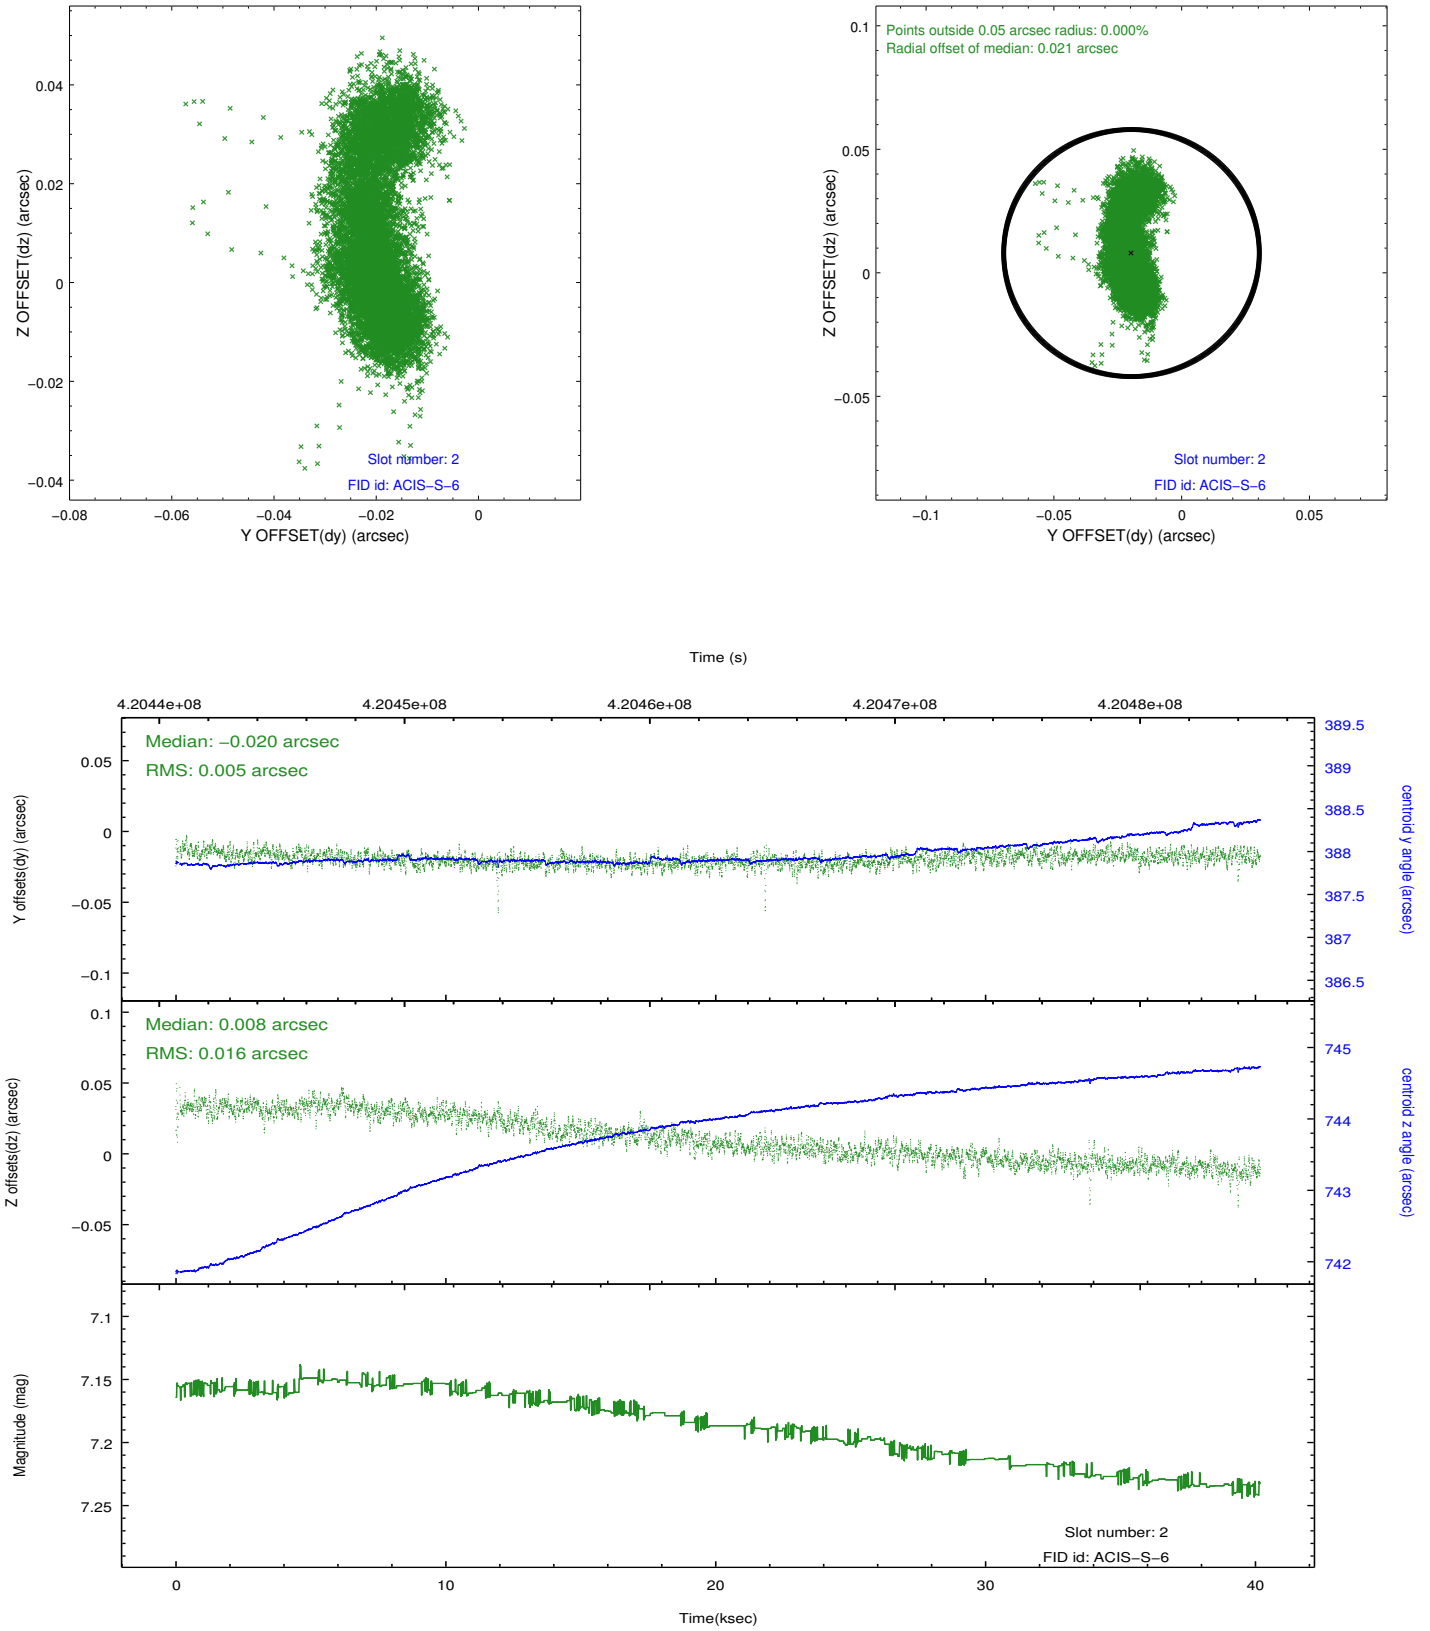 0.04
0.02
0
−0.02
−0.04
Z OFFSET(dz) (arcsec)
Slot number: 2
FID id: ACIS−S−6
−0.08
−0.06
−0.04
−0.02
0
Y OFFSET(dy) (arcsec)
Points outside 0.05 arcsec radius: 0.000%
Radial offset of median: 0.021 arcsec
0.1
0.05
0
−0.05
Z OFFSET(dz) (arcsec)
Slot number: 2
FID id: ACIS−S−6
−0.1
−0.05
0
0.05
Y OFFSET(dy) (arcsec)
Time (s)
4.2044e+08
4.2045e+08
4.2046e+08
4.2047e+08
4.2048e+08
Median: −0.020 arcsec
RMS: 0.005 arcsec
0.05
0
−0.05
−0.1
Y offsets(dy) (arcsec)
389.5
389
388.5
388
387.5
387
386.5
centroid y angle (arcsec)
Median: 0.008 arcsec
RMS: 0.016 arcsec
0.1
0.05
0
−0.05
Z offsets(dz) (arcsec)
745
744
743
742
centroid z angle (arcsec)
7.1
7.15
7.2
7.25
Magnitude (mag)
Slot number: 2
FID id: ACIS−S−6
0
10
20
30
40
Time(ksec)